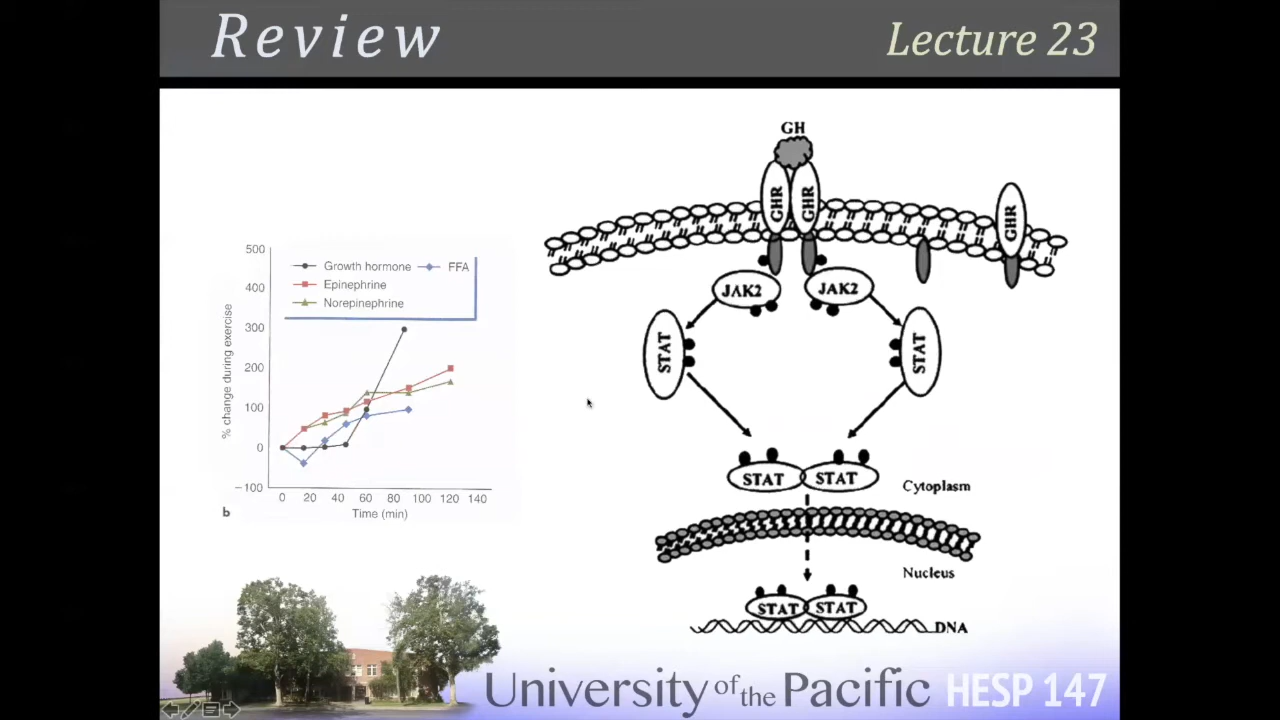 Review
Lecture 23
500
400
300
200
100
0
−100
% change during exercise
Growth hormone
FFA
Epinephrine
Norepinephrine
0 20 40 60 80 100 120 140
Time (min)
b
GH
GHR
GHR
GHR
JAK2
JAK2
STAT
STAT
STAT
STAT
Cytoplasm
Nucleus
STAT
STAT
DNA
University of the Pacific HESP 147